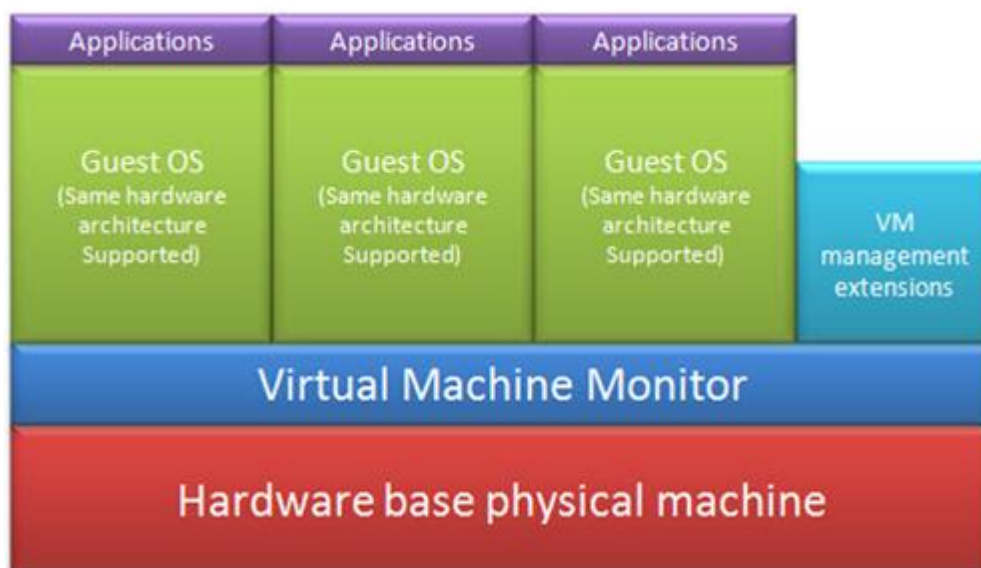 Applications
Applications
Applications
Guest OS
(Same hardware
architecture
Supported)
Guest OS
(Same hardware
architecture
Supported)
Guest OS
(Same hardware
architecture
Supported)
VM
management
extensions
Virtual Machine Monitor
Hardware base physical machine